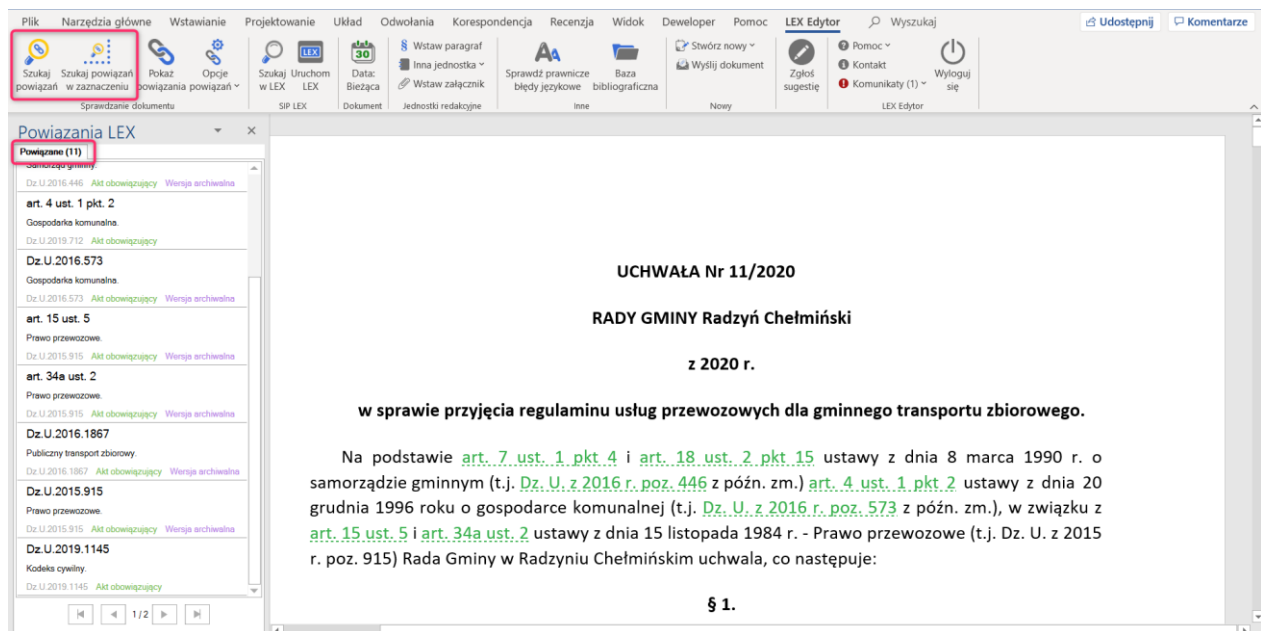 Plik Narzędzia główne Wstawianie Projektowanie Układ Odwołania Korespondencja Recenzja Widok Deweloper Pomoc LEX Edytor Wyszukaj Udostępnij Komentarze
Szukaj powiązań
Szukaj powiązań w zaznaczeniu
Pokaż powiązania
Opcje powiązań
Sprawdzanie dokumentu
Szukaj w LEX
LEX
Uruchom LEX
SIP LEX
30
Data: Bieżąca
Dokument
§ Wstaw paragraf
Inna jednostka
Wstaw załącznik
Jednostki redakcyjne
Sprawdź prawnicze błędy językowe
Baza bibliograficzna
Inne
Stwórz nowy
Wyślij dokument
Nowy
Zgłoś sugestię
Pomoc
Kontakt
Komunikaty (1)
Wyloguj się
LEX Edytor
Powiazania LEX
Powiązane (11)
Samorząd gminny.
Dz.U.2016.446 Akt obowiązujący Wersja archiwalna
art. 4 ust. 1 pkt. 2
Gospodarka komunalna.
Dz.U.2019.712 Akt obowiązujący
Dz.U.2016.573
Gospodarka komunalna.
Dz.U.2016.573 Akt obowiązujący Wersja archiwalna
art. 15 ust. 5
Prawo przewozowe.
Dz.U.2015.915 Akt obowiązujący Wersja archiwalna
art. 34a ust. 2
Prawo przewozowe.
Dz.U.2015.915 Akt obowiązujący Wersja archiwalna
Dz.U.2016.1867
Publiczny transport zbiorowy.
Dz.U.2016.1867 Akt obowiązujący Wersja archiwalna
Dz.U.2015.915
Prawo przewozowe.
Dz.U.2015.915 Akt obowiązujący Wersja archiwalna
Dz.U.2019.1145
Kodeks cywilny.
Dz.U.2019.1145 Akt obowiązujący
1/2
UCHWAŁA Nr 11/2020
RADY GMINY Radzyń Chełmiński
z 2020 r.
w sprawie przyjęcia regulaminu usług przewozowych dla gminnego transportu zbiorowego.
Na podstawie art. 7 ust. 1 pkt 4 i art. 18 ust. 2 pkt 15 ustawy z dnia 8 marca 1990 r. o
samorządzie gminnym (t.j. Dz. U. z 2016 r. poz. 446 z późn. zm.) art. 4 ust. 1 pkt 2 ustawy z dnia 20
grudnia 1996 roku o gospodarce komunalnej (t.j. Dz. U. z 2016 r. poz. 573 z późn. zm.), w związku z
art. 15 ust. 5 i art. 34a ust. 2 ustawy z dnia 15 listopada 1984 r. - Prawo przewozowe (t.j. Dz. U. z 2015
r. poz. 915) Rada Gminy w Radzyniu Chełmińskim uchwala, co następuje:
§ 1.